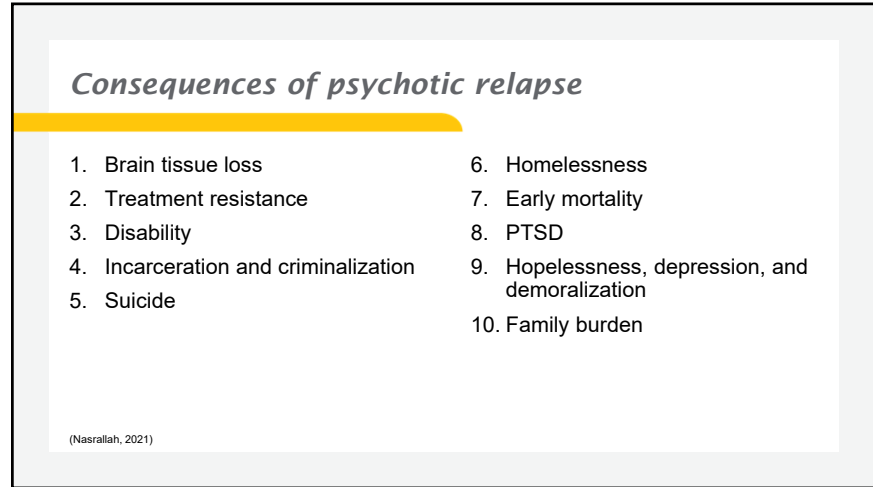 Consequences of psychotic relapse
1. Brain tissue loss
2. Treatment resistance
3. Disability
4. Incarceration and criminalization
5. Suicide
6. Homelessness
7. Early mortality
8. PTSD
9. Hopelessness, depression, and
demoralization
10. Family burden
(Nasrallah, 2021)